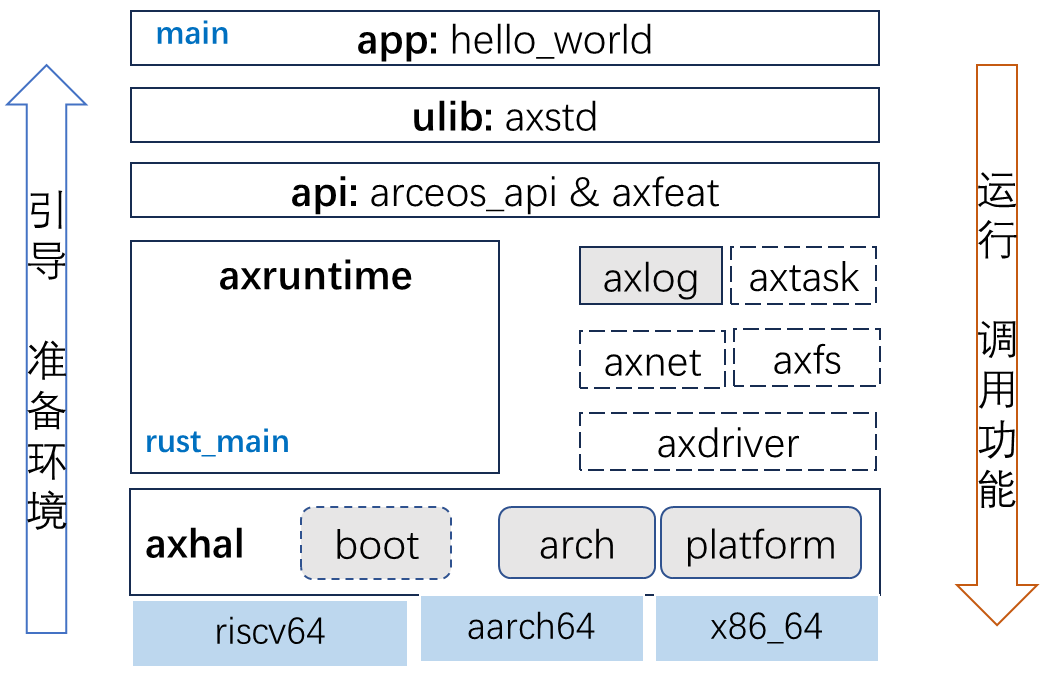 main
app: hello_world
ulib: axstd
api: arceos_api & axfeat
axruntime
rust_main
axlog
axtask
axnet
axfs
axdriver
axhal
boot
arch
platform
riscv64
aarch64
x86_64
引导 准备环境
运行 调用功能